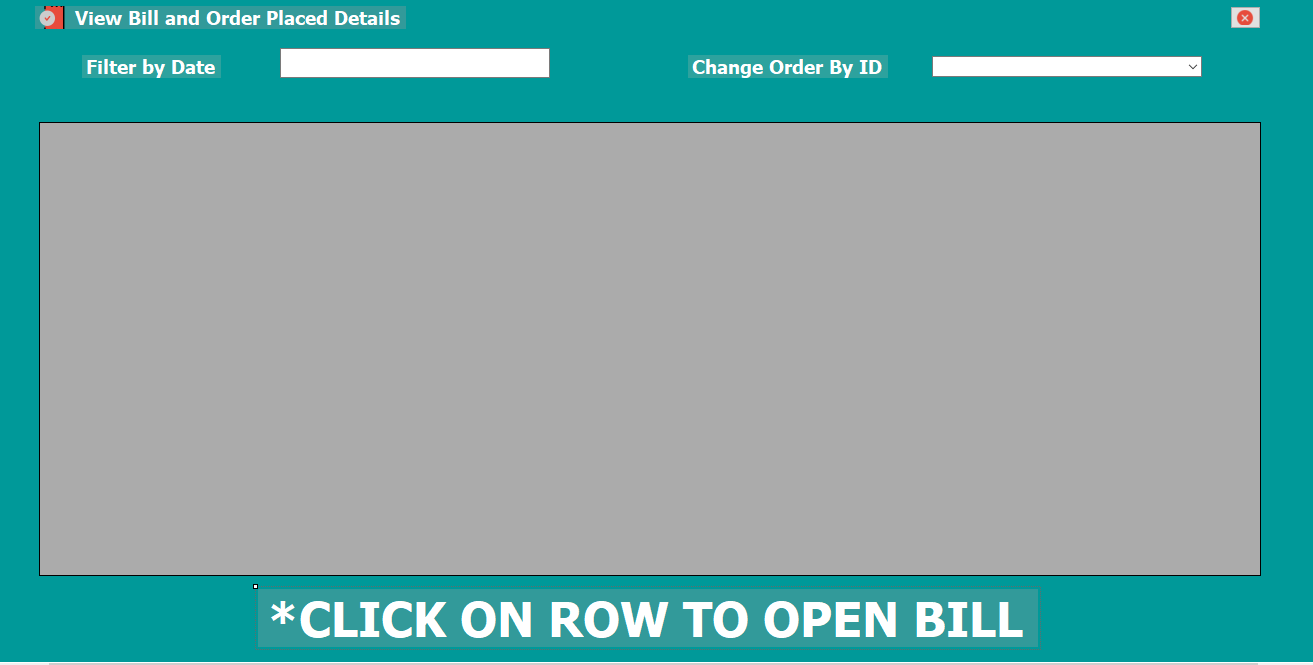 View Bill and Order Placed Details
Filter by Date
Change Order By ID
*CLICK ON ROW TO OPEN BILL